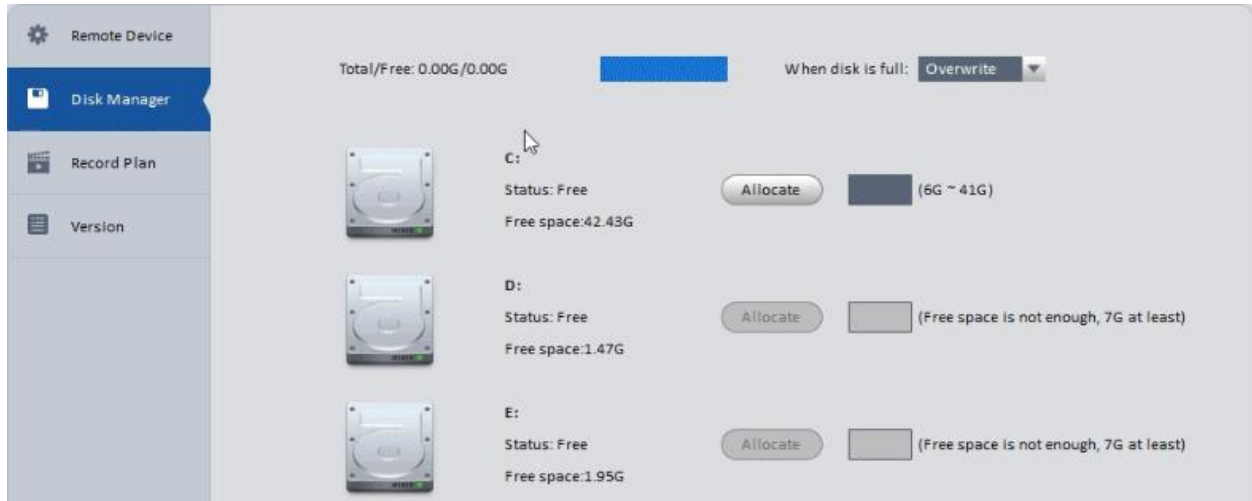 Remote Device
Disk Manager
Record Plan
Version
Total/Free: 0.00G/0.00G
When disk is full: Overwrite
C:
Status: Free
Allocate (6G ~ 41G)
Free space:42.43G
D:
Status: Free
Allocate (Free space is not enough, 7G at least)
Free space:1.47G
E:
Status: Free
Allocate (Free space is not enough, 7G at least)
Free space:1.95G